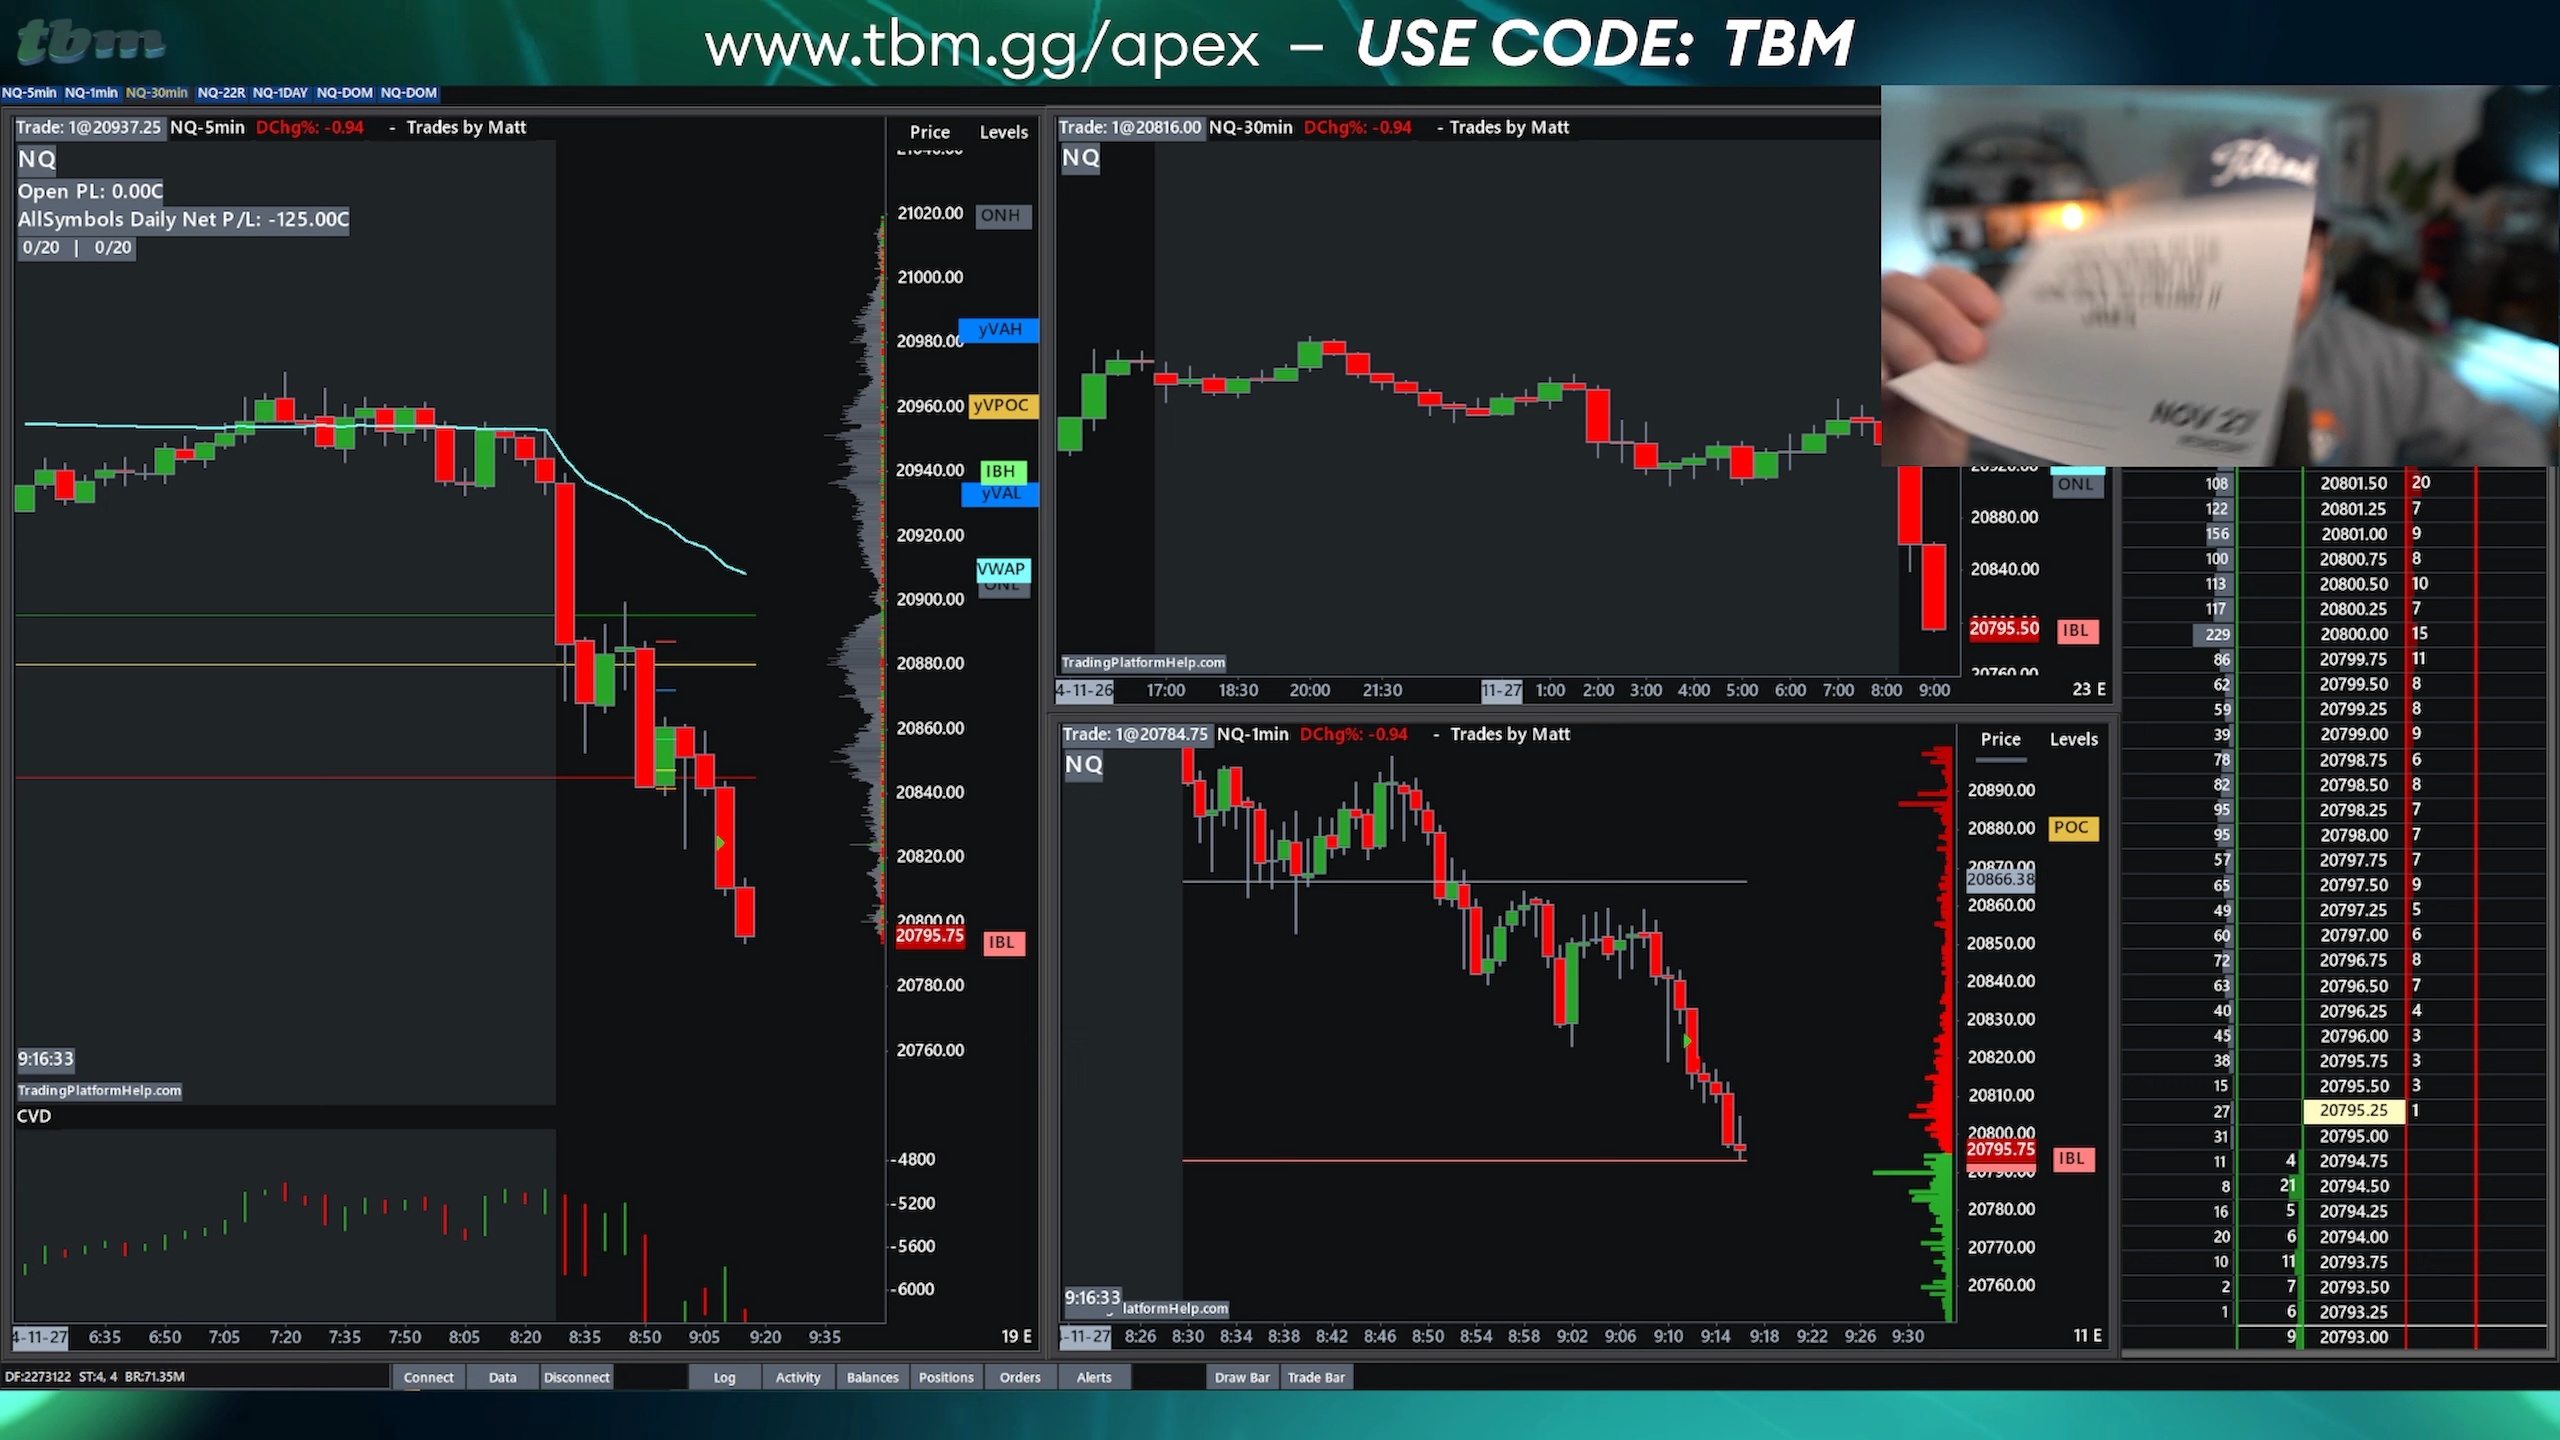 tbm
www.tbm.gg/apex – USE CODE: TBM
NQ-5min NQ-1min NQ-30min NQ-22R NQ-1DAY NQ-DOM NQ-DOM
Trade: 1@20937.25 NQ-5min DChg%: -0.94 - Trades by Matt
Price Levels
NQ
Open PL: 0.00C
AllSymbols Daily Net P/L: -125.00C
0/20 | 0/20
21020.00 ONH
21000.00
yVAH
20980.00
20960.00 yVPOC
20940.00 IBH
yVAL
20920.00
VWAP
ONL
20900.00
20880.00
20860.00
20840.00
20820.00
20800.00
20795.75 IBL
20780.00
20760.00
9:16:33
TradingPlatformHelp.com
CVD
-4800
-5200
-5600
-6000
4-11-27 6:35 6:50 7:05 7:20 7:35 7:50 8:05 8:20 8:35 8:50 9:05 9:20 9:35 19 E
Trade: 1@20816.00 NQ-30min DChg%: -0.94 - Trades by Matt
NQ
ONL
20880.00
20840.00
20795.50 IBL
20760.00
TradingPlatformHelp.com
4-11-26 17:00 18:30 20:00 21:30 11-27 1:00 2:00 3:00 4:00 5:00 6:00 7:00 8:00 9:00 23 E
Trade: 1@20784.75 NQ-1min DChg%: -0.94 - Trades by Matt
Price Levels
NQ
20890.00
20880.00 POC
20870.00
20866.38
20860.00
20850.00
20840.00
20830.00
20820.00
20810.00
20800.00
20795.75 IBL
20790.00
20780.00
20770.00
20760.00
9:16:33
latformHelp.com
-11-27 8:26 8:30 8:34 8:38 8:42 8:46 8:50 8:54 8:58 9:02 9:06 9:10 9:14 9:18 9:22 9:26 9:30 11 E
NOV 27
108 20801.50 20
122 20801.25 7
156 20801.00 9
100 20800.75 8
113 20800.50 10
117 20800.25 7
229 20800.00 15
86 20799.75 11
62 20799.50 8
59 20799.25 8
39 20799.00 9
78 20798.75 6
82 20798.50 8
95 20798.25 7
95 20798.00 7
57 20797.75 7
65 20797.50 9
49 20797.25 5
60 20797.00 6
72 20796.75 8
63 20796.50 7
40 20796.25 4
45 20796.00 3
38 20795.75 3
15 20795.50 3
27 20795.25 1
31 20795.00
11 4 20794.75
8 21 20794.50
16 5 20794.25
20 6 20794.00
10 11 20793.75
2 7 20793.50
1 6 20793.25
9 20793.00
DF:2273122 ST:4, 4 BR:71.35M
Connect Data Disconnect Log Activity Balances Positions Orders Alerts Draw Bar Trade Bar